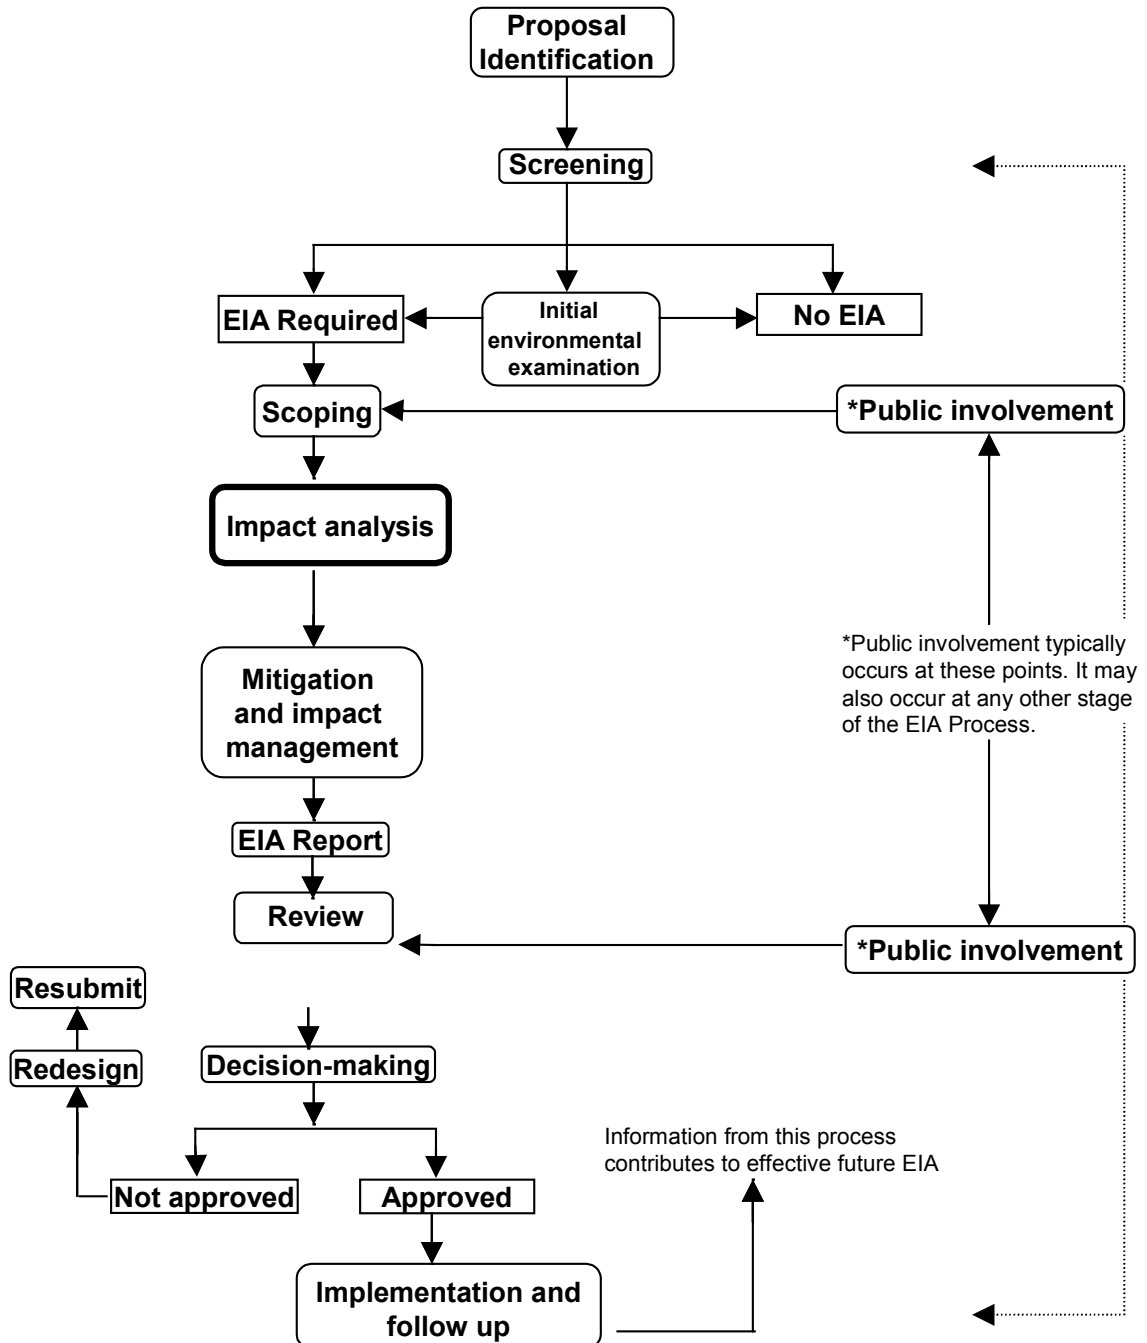 Proposal
Identification
Screening
EIA Required
Initial
environmental
examination
No EIA
Scoping
*Public involvement
Impact analysis
*Public involvement typically
occurs at these points. It may
also occur at any other stage
of the EIA Process.
Mitigation
and impact
management
EIA Report
Review
*Public involvement
Resubmit
Redesign
Decision-making
Information from this process
contributes to effective future EIA
Not approved
Approved
Implementation and
follow up